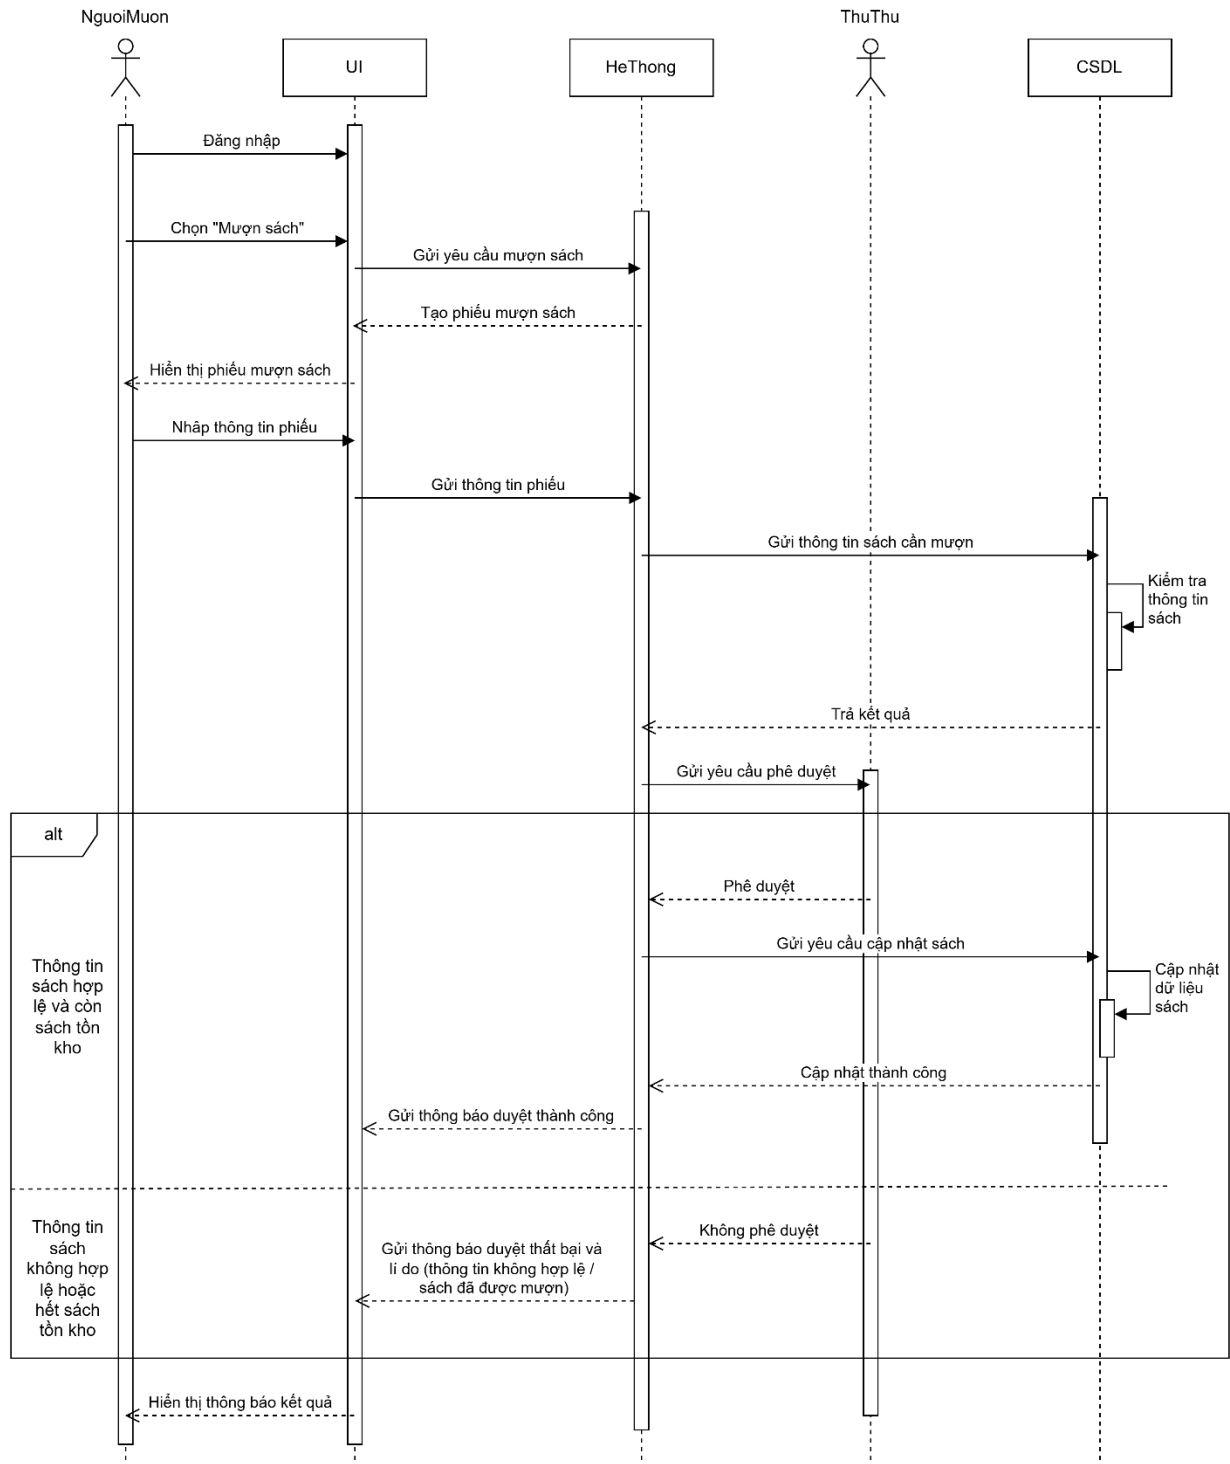 NguoiMuon
ThuThu
UI
HeThong
CSDL
Đăng nhập
Chọn "Mượn sách"
Gửi yêu cầu mượn sách
Tạo phiếu mượn sách
Hiển thị phiếu mượn sách
Nhâp thông tin phiếu
Gửi thông tin phiếu
Gửi thông tin sách cần mượn
Kiểm tra
thông tin
sách
Trả kết quả
Gửi yêu cầu phê duyệt
alt
Phê duyệt
Gửi yêu cầu cập nhật sách
Thông tin
sách hợp
lệ và còn
sách tồn
kho
Cập nhật
dữ liệu
sách
Cập nhật thành công
Gửi thông báo duyệt thành công
Thông tin
sách
không hợp
lệ hoặc
hết sách
tồn kho
Không phê duyệt
Gửi thông báo duyệt thất bại và
lí do (thông tin không hợp lệ /
sách đã được mượn)
Hiển thị thông báo kết quả